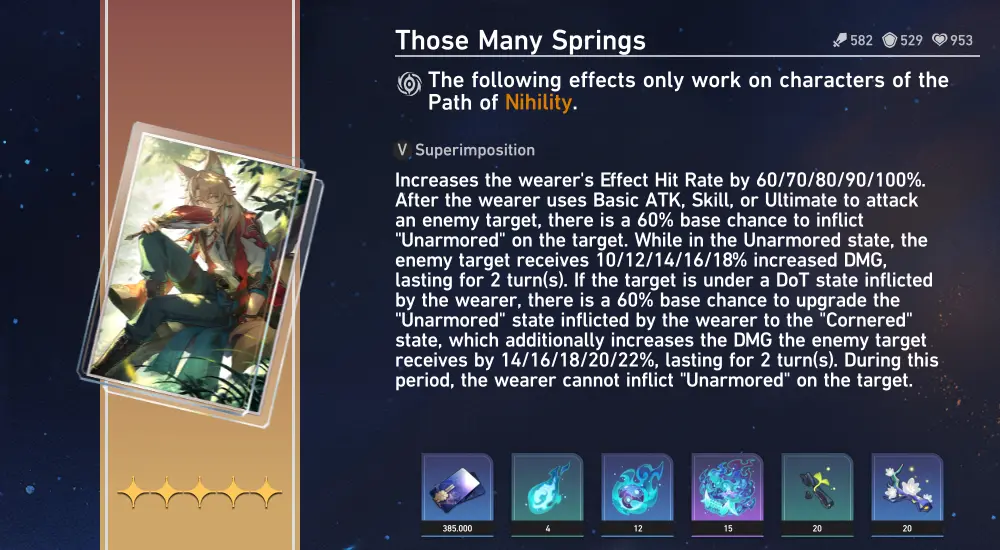 Those Many Springs
582 529 953
The following effects only work on characters of the
Path of Nihility.
V Superimposition
Increases the wearer's Effect Hit Rate by 60/70/80/90/100%.
After the wearer uses Basic ATK, Skill, or Ultimate to attack
an enemy target, there is a 60% base chance to inflict
"Unarmored" on the target. While in the Unarmored state, the
enemy target receives 10/12/14/16/18% increased DMG,
lasting for 2 turn(s). If the target is under a DoT state inflicted
by the wearer, there is a 60% base chance to upgrade the
"Unarmored" state inflicted by the wearer to the "Cornered"
state, which additionally increases the DMG the enemy target
receives by 14/16/18/20/22%, lasting for 2 turn(s). During this
period, the wearer cannot inflict "Unarmored" on the target.
385.000 4 12 15 20 20